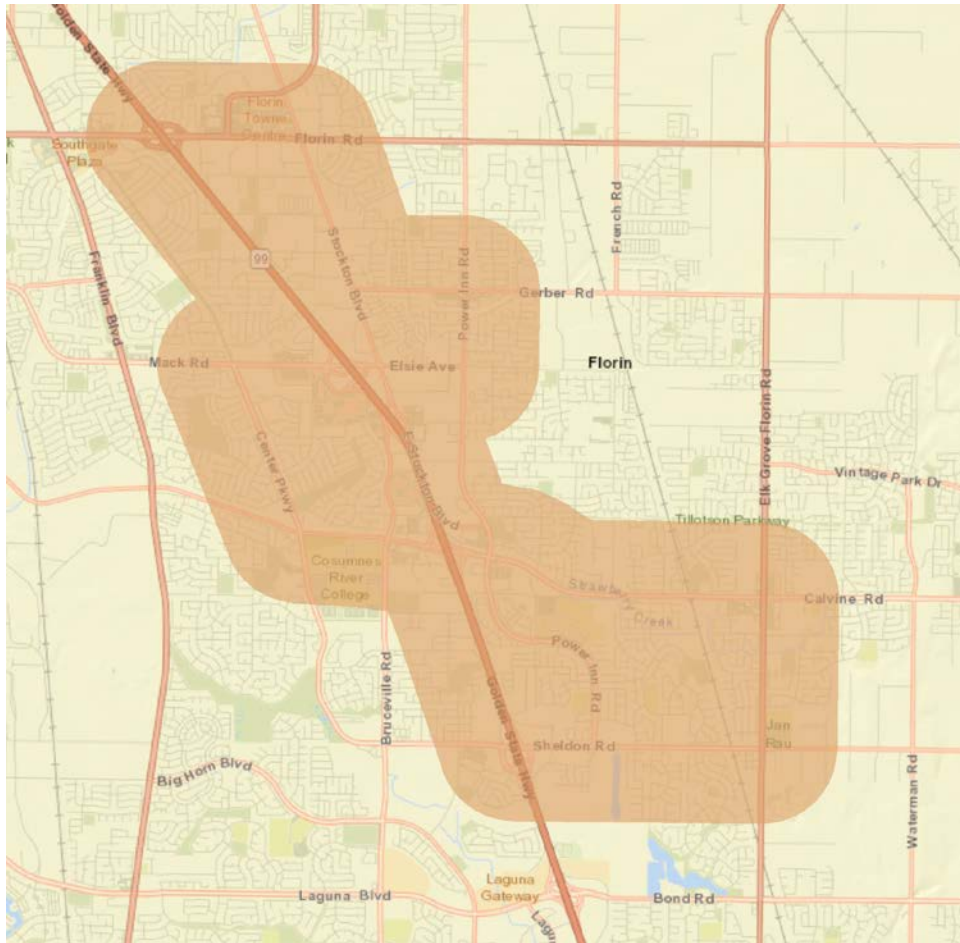 Golden State Hwy
Florin
Towne
Centre
Florin Rd
Southgate
Plaza
k
French Rd
Stockton Blvd
Power Inn Rd
99
Franklin Blvd
Gerber Rd
Mack Rd
Elsie Ave
Florin
Elk Grove Florin Rd
Center Pkwy
E Stockton Blvd
Vintage Park Dr
Tillotson Parkway
Cosumnes
River
College
Strawberry
Creek
Calvine Rd
Power Inn Rd
Bruceville Rd
Golden State Hwy
Jan
Rau
Sheldon Rd
Big Horn Blvd
Waterman Rd
Laguna
Gateway
Laguna Blvd
Bond Rd
Lagun